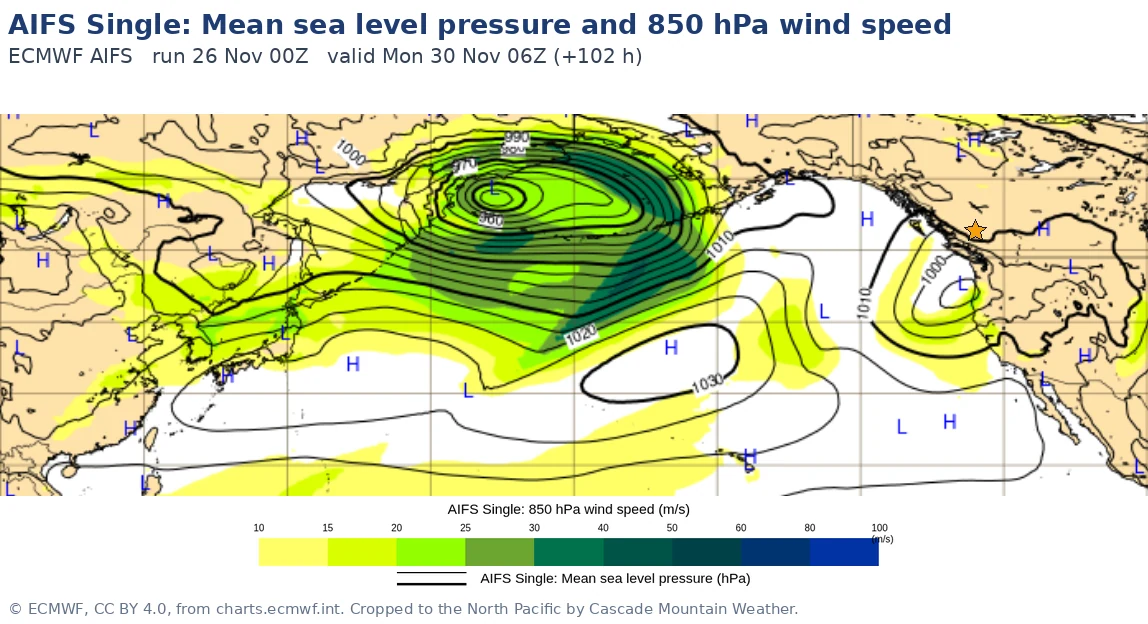 AIFS Single: Mean sea level pressure and 850 hPa wind speed
ECMWF AIFS run 26 Nov 00Z valid Mon 30 Nov 06Z (+102 h)
H L H L L H L H
1000 990 970 960
L H L H L
H H H
L H L H H
1010 1000 1010 L
L L L
L L 1020 H H
H H L 1030 L
H L H
H L
L L H L
AIFS Single: 850 hPa wind speed (m/s)
10 15 20 25 30 40 50 60 80 100
(m/s)
AIFS Single: Mean sea level pressure (hPa)
© ECMWF, CC BY 4.0, from charts.ecmwf.int. Cropped to the North Pacific by Cascade Mountain Weather.